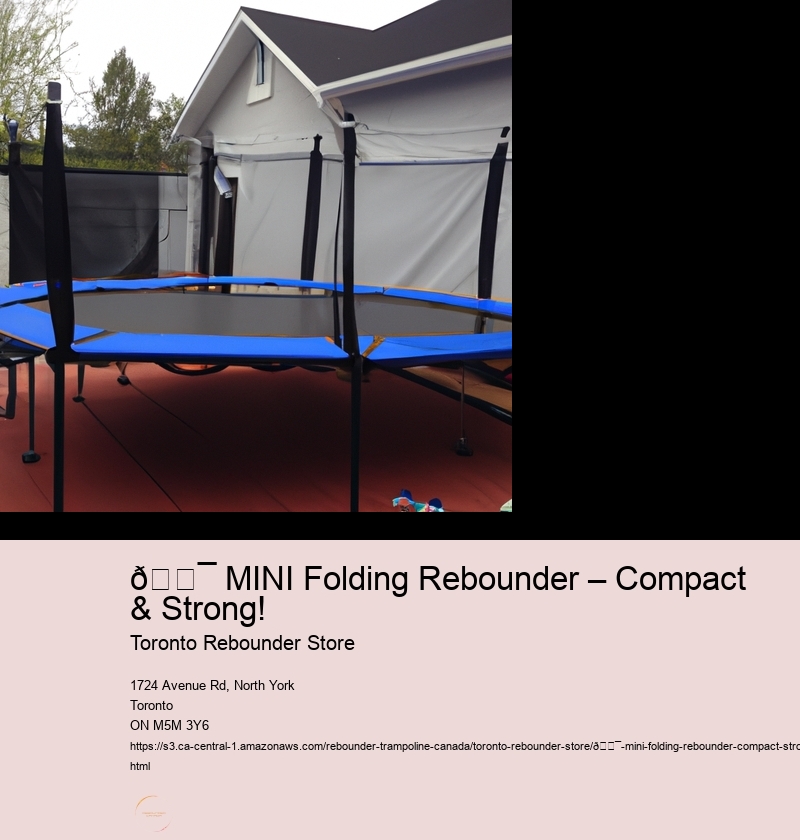 ð□□¯ MINI Folding Rebounder – Compact
& Strong!
Toronto Rebounder Store
1724 Avenue Rd, North York
Toronto
ON M5M 3Y6
https://s3.ca-central-1.amazonaws.com/rebounder-trampoline-canada/toronto-rebounder-store/ð□□¯-mini-folding-rebounder-compact-stro
html